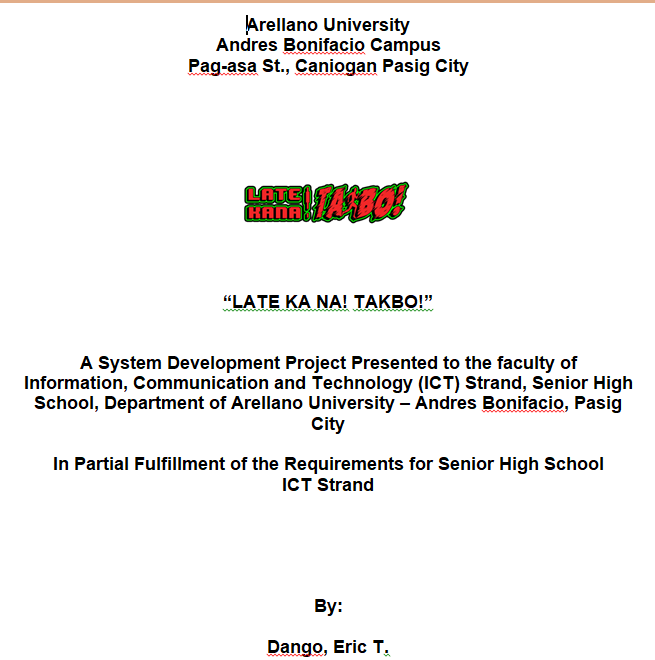 Arellano University
Andres Bonifacio Campus
Pag-asa St., Caniogan Pasig City
LATE
KANA! TAKBO!
“LATE KA NA! TAKBO!”
A System Development Project Presented to the faculty of
Information, Communication and Technology (ICT) Strand, Senior High
School, Department of Arellano University – Andres Bonifacio, Pasig
City
In Partial Fulfillment of the Requirements for Senior High School
ICT Strand
By:
Dango, Eric T.